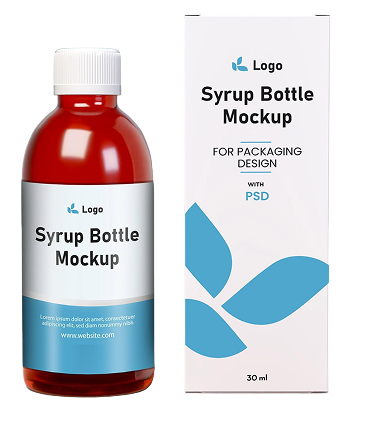 Logo
Syrup Bottle
Mockup
Lorem ipsum dolor sit amet, consectetuer
adipiscing elit, sed diam nonummy nibh.
www.website.com
Logo
Syrup Bottle
Mockup
FOR PACKAGING
DESIGN
WITH
PSD
30 ml